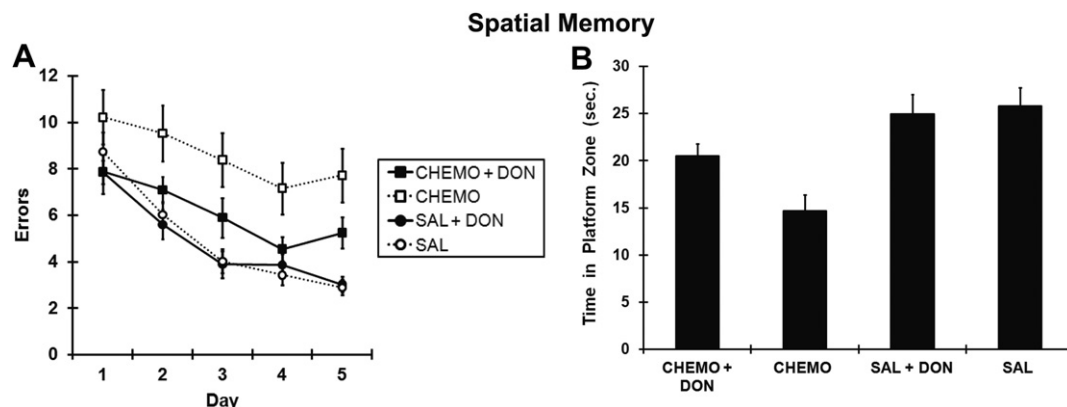 Spatial Memory
A
12
10
8
6
4
2
0
Errors
1 2 3 4 5
Day
CHEMO + DON
CHEMO
SAL + DON
SAL
B
30
25
20
15
10
5
0
Time in Platform Zone (sec.)
CHEMO +
DON
CHEMO
SAL + DON
SAL